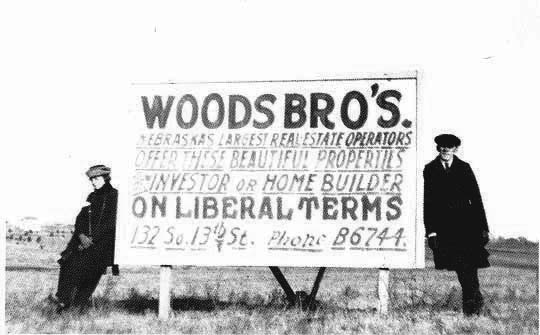 WOODS BRO'S.
NEBRASKAS LARGEST REAL ESTATE OPERATORS
OFFER THESE BEAUTIFUL PROPERTIES
INVESTOR OR HOME BUILDER
ON LIBERAL TERMS
132 So. 13th St. Phone B6744.